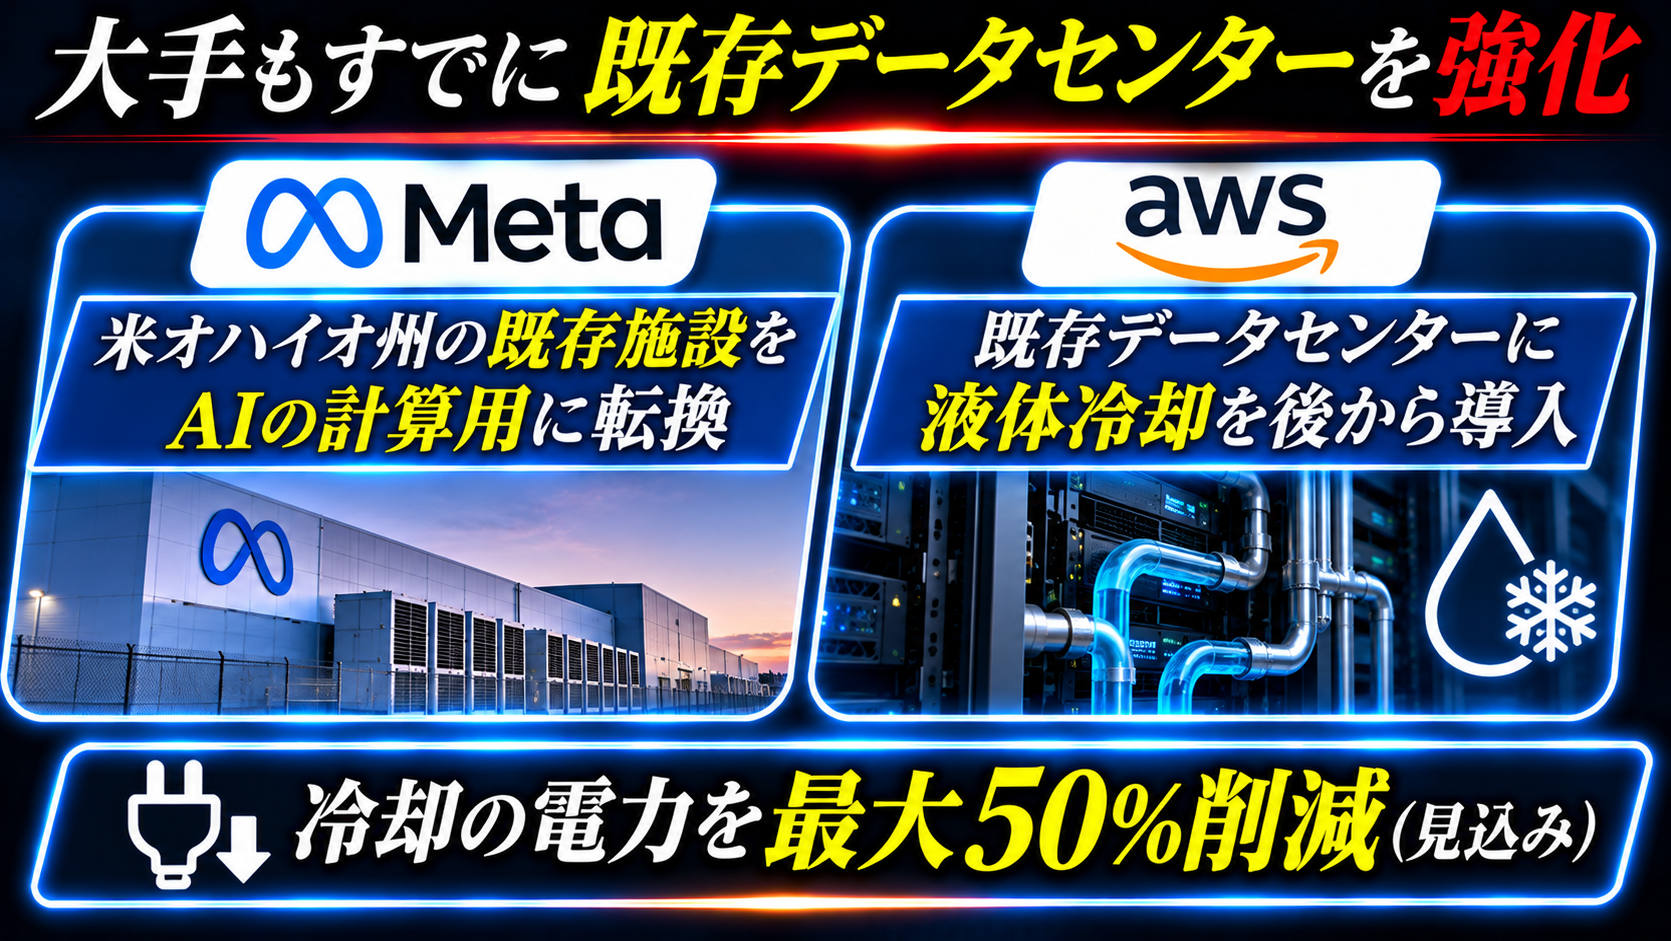 大手もすでに既存データセンターを強化
Meta
米オハイオ州の既存施設を
AIの計算用に転換
aws
既存データセンターに
液体冷却を後から導入
冷却の電力を最大50%削減(見込み)